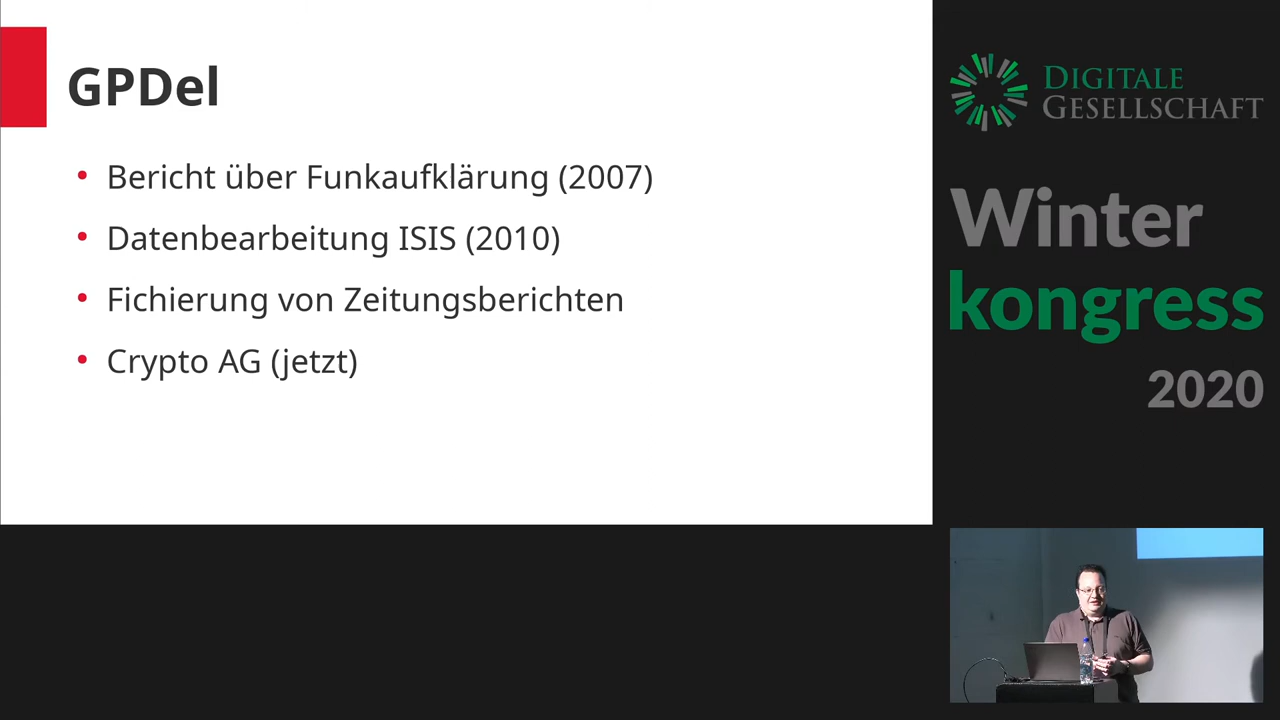 GPDel
• Bericht über Funkaufklärung (2007)
• Datenbearbeitung ISIS (2010)
• Fichierung von Zeitungsberichten
• Crypto AG (jetzt)
DIGITALE
GESELLSCHAFT
Winter
kongress
2020